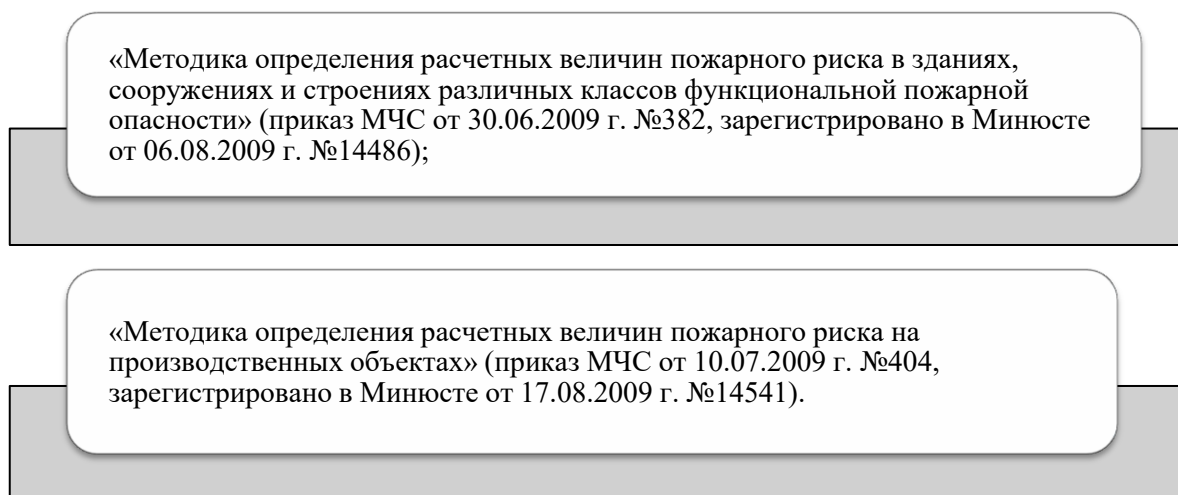 «Методика определения расчетных величин пожарного риска в зданиях,
сооружениях и строениях различных классов функциональной пожарной
опасности» (приказ МЧС от 30.06.2009 г. №382, зарегистрировано в Минюсте
от 06.08.2009 г. №14486);
«Методика определения расчетных величин пожарного риска на
производственных объектах» (приказ МЧС от 10.07.2009 г. №404,
зарегистрировано в Минюсте от 17.08.2009 г. №14541).